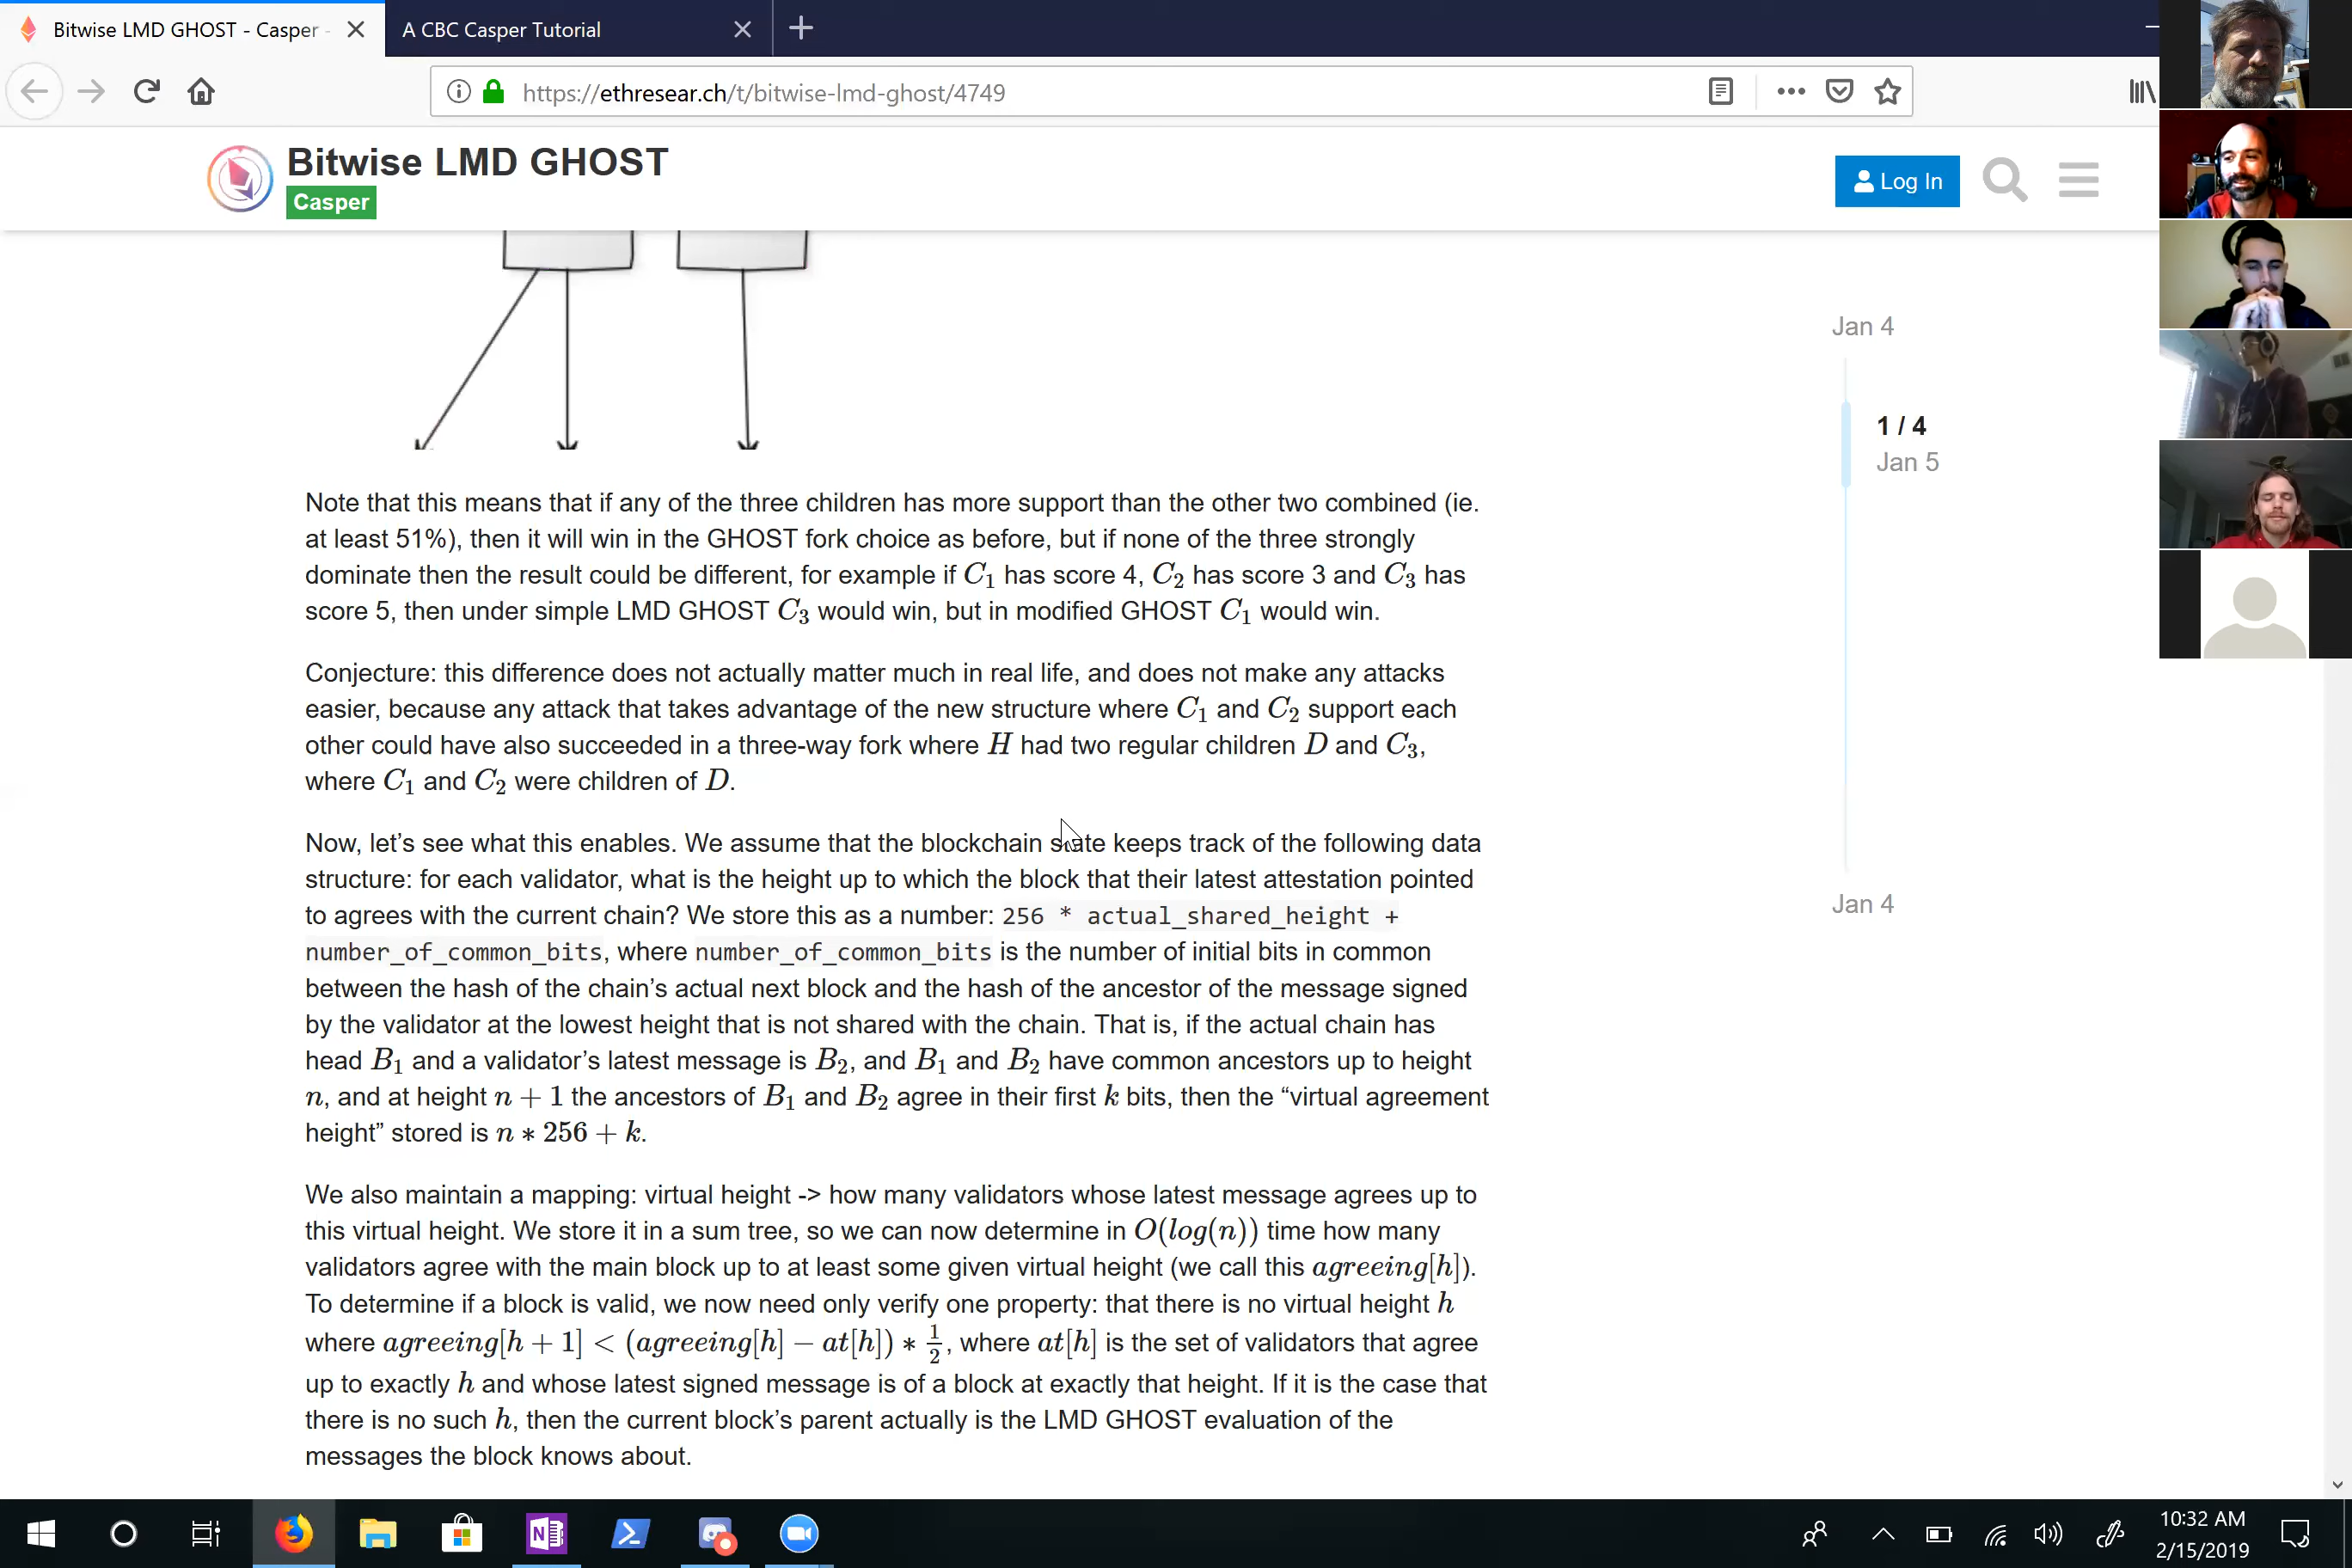 Bitwise LMD GHOST - Casper -
A CBC Casper Tutorial
https://ethresear.ch/t/bitwise-lmd-ghost/4749
Bitwise LMD GHOST
Casper
Log In
Jan 4
1 / 4
Jan 5
Jan 4
Note that this means that if any of the three children has more support than the other two combined (ie.
at least 51%), then it will win in the GHOST fork choice as before, but if none of the three strongly
dominate then the result could be different, for example if C₁ has score 4, C₂ has score 3 and C₃ has
score 5, then under simple LMD GHOST C₃ would win, but in modified GHOST C₁ would win.
Conjecture: this difference does not actually matter much in real life, and does not make any attacks
easier, because any attack that takes advantage of the new structure where C₁ and C₂ support each
other could have also succeeded in a three-way fork where H had two regular children D and C₃,
where C₁ and C₂ were children of D.
Now, let’s see what this enables. We assume that the blockchain state keeps track of the following data
structure: for each validator, what is the height up to which the block that their latest attestation pointed
to agrees with the current chain? We store this as a number: 256 * actual_shared_height +
number_of_common_bits, where number_of_common_bits is the number of initial bits in common
between the hash of the chain’s actual next block and the hash of the ancestor of the message signed
by the validator at the lowest height that is not shared with the chain. That is, if the actual chain has
head B₁ and a validator’s latest message is B₂, and B₁ and B₂ have common ancestors up to height
n, and at height n + 1 the ancestors of B₁ and B₂ agree in their first k bits, then the “virtual agreement
height” stored is n * 256 + k.
We also maintain a mapping: virtual height -> how many validators whose latest message agrees up to
this virtual height. We store it in a sum tree, so we can now determine in O(log(n)) time how many
validators agree with the main block up to at least some given virtual height (we call this agreeing[h]).
To determine if a block is valid, we now need only verify one property: that there is no virtual height h
where agreeing[h + 1] < (agreeing[h] − at[h]) * ½, where at[h] is the set of validators that agree
up to exactly h and whose latest signed message is of a block at exactly that height. If it is the case that
there is no such h, then the current block’s parent actually is the LMD GHOST evaluation of the
messages the block knows about.
10:32 AM
2/15/2019